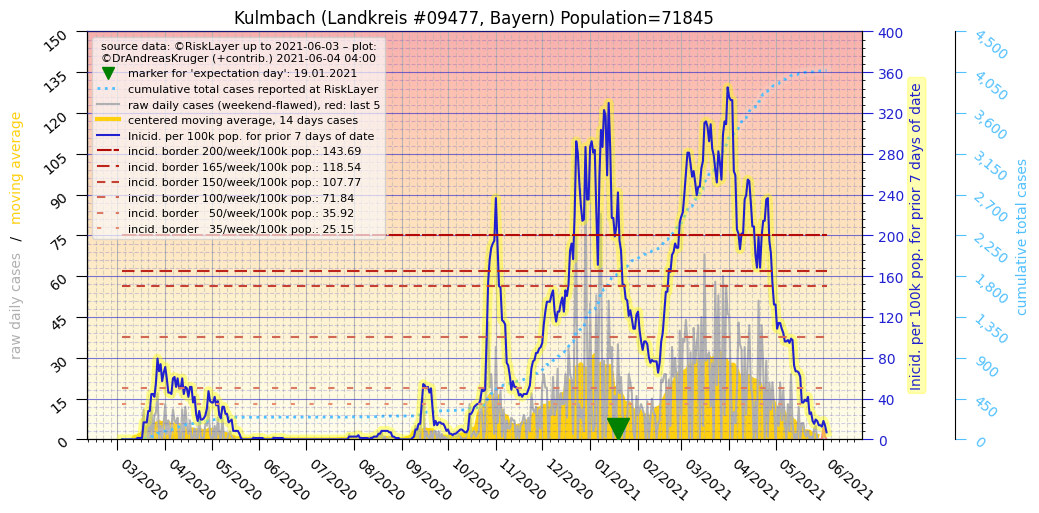 Kulmbach (Landkreis #09477, Bayern) Population=71845
source data: ©RiskLayer up to 2021-06-03 – plot:
©DrAndreasKruger (+contrib.) 2021-06-04 04:00
marker for 'expectation day': 19.01.2021
cumulative total cases reported at RiskLayer
raw daily cases (weekend-flawed), red: last 5
centered moving average, 14 days cases
Inicid. per 100k pop. for prior 7 days of date
incid. border 200/week/100k pop.: 143.69
incid. border 165/week/100k pop.: 118.54
incid. border 150/week/100k pop.: 107.77
incid. border 100/week/100k pop.: 71.84
incid. border   50/week/100k pop.: 35.92
incid. border   35/week/100k pop.: 25.15
raw daily cases / moving average
150
135
120
105
90
75
60
45
30
15
0
03/2020
04/2020
05/2020
06/2020
07/2020
08/2020
09/2020
10/2020
11/2020
12/2020
01/2021
02/2021
03/2021
04/2021
05/2021
06/2021
400
360
320
280
240
200
160
120
80
40
0
Inicid. per 100k pop. for prior 7 days of date
4,500
4,050
3,600
3,150
2,700
2,250
1,800
1,350
900
450
0
cumulative total cases